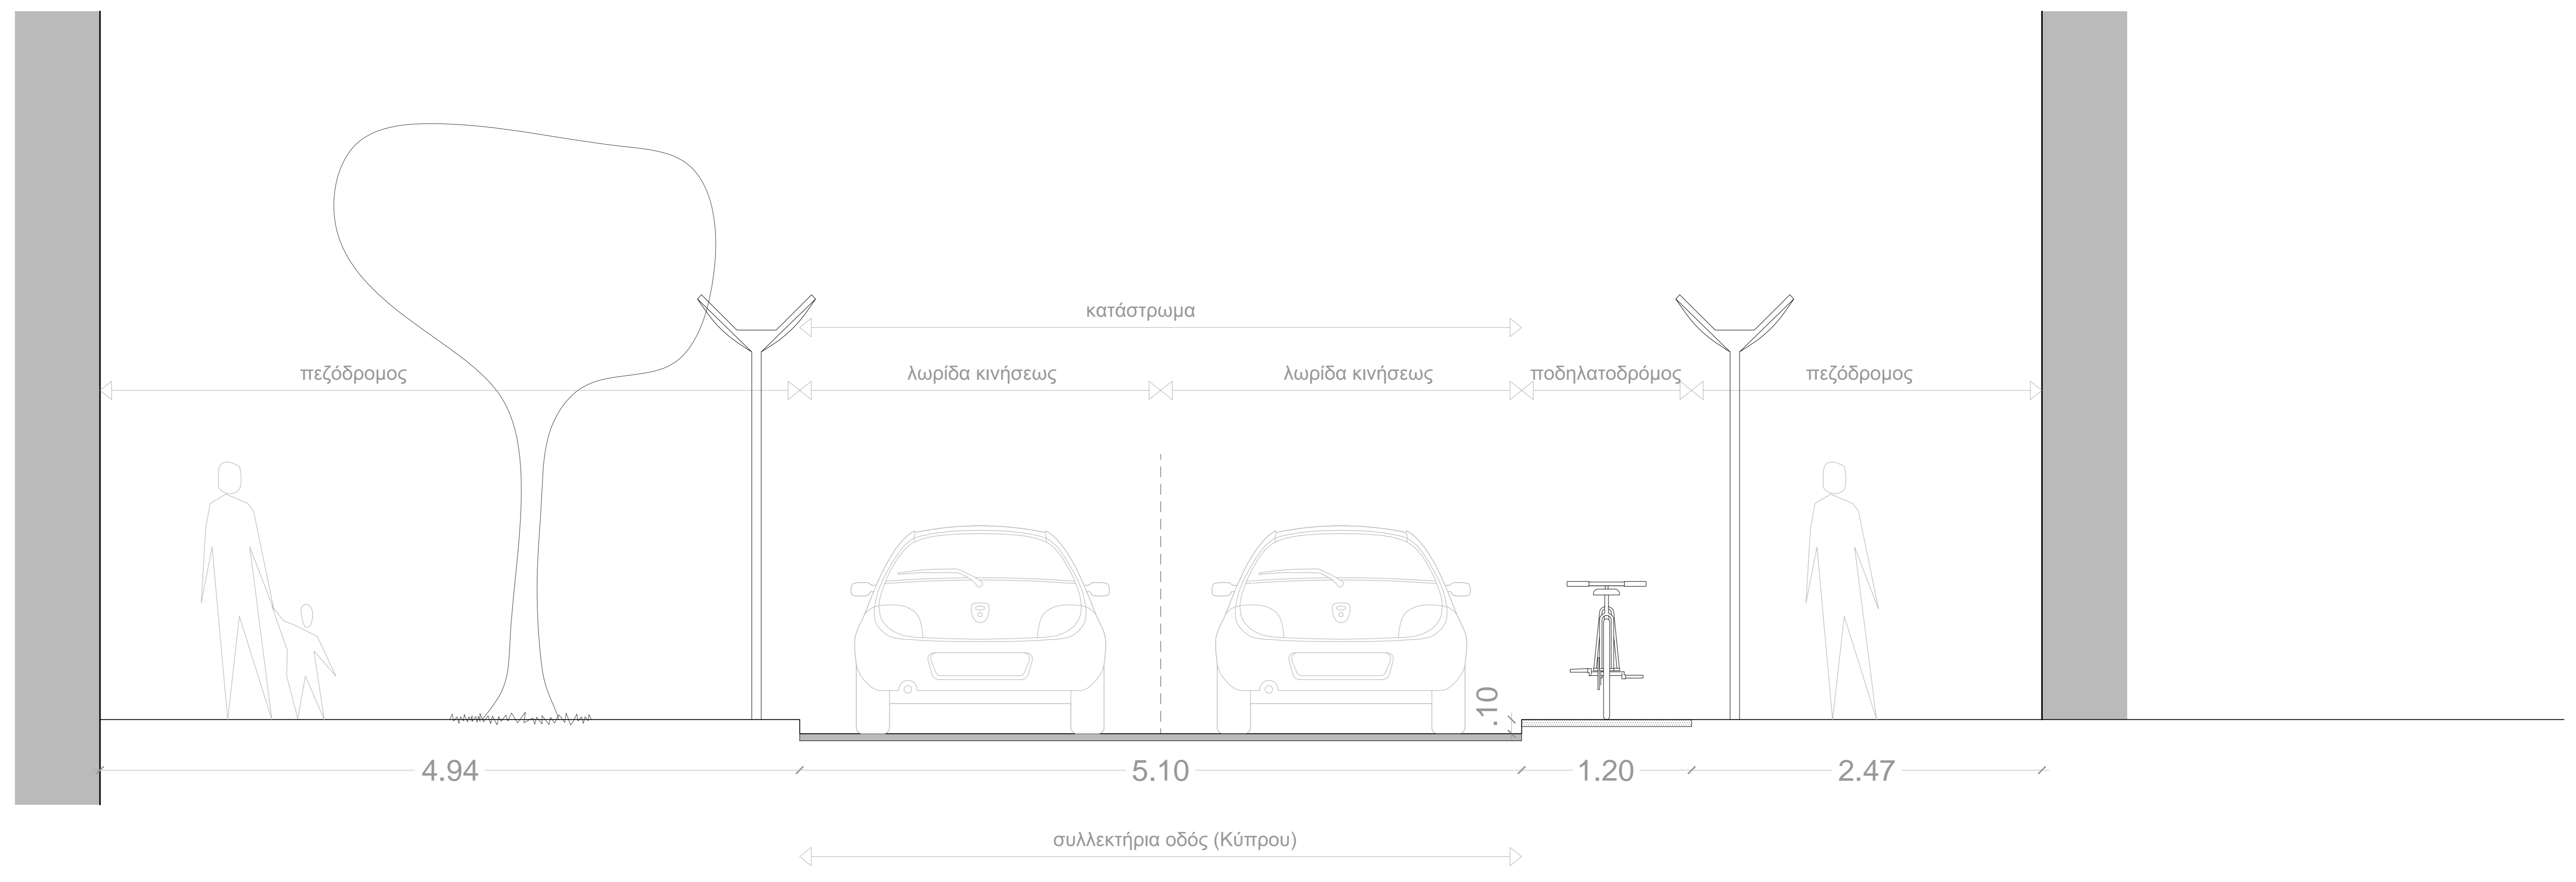 κατάστρωμα
πεζόδρομος λωρίδα κινήσεως λωρίδα κινήσεως ποδηλατοδρόμος πεζόδρομος
.10
4.94 5.10 1.20 2.47
συλλεκτήρια οδός (Κύπρου)